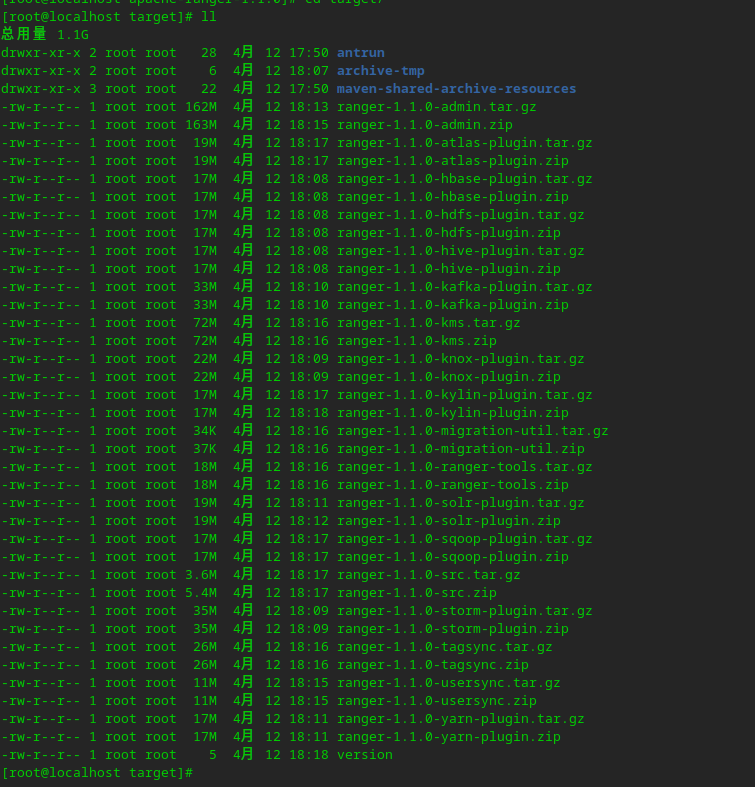 [root@localhost apache-ranger-1.1.0]# cd target/
[root@localhost target]# ll
总用量 1.1G
drwxr-xr-x 2 root root   28  4月  12 17:50 antrun
drwxr-xr-x 2 root root    6  4月  12 18:07 archive-tmp
drwxr-xr-x 3 root root   22  4月  12 17:50 maven-shared-archive-resources
-rw-r--r-- 1 root root 162M  4月  12 18:13 ranger-1.1.0-admin.tar.gz
-rw-r--r-- 1 root root 163M  4月  12 18:15 ranger-1.1.0-admin.zip
-rw-r--r-- 1 root root  19M  4月  12 18:17 ranger-1.1.0-atlas-plugin.tar.gz
-rw-r--r-- 1 root root  19M  4月  12 18:17 ranger-1.1.0-atlas-plugin.zip
-rw-r--r-- 1 root root  17M  4月  12 18:08 ranger-1.1.0-hbase-plugin.tar.gz
-rw-r--r-- 1 root root  17M  4月  12 18:08 ranger-1.1.0-hbase-plugin.zip
-rw-r--r-- 1 root root  17M  4月  12 18:08 ranger-1.1.0-hdfs-plugin.tar.gz
-rw-r--r-- 1 root root  17M  4月  12 18:08 ranger-1.1.0-hdfs-plugin.zip
-rw-r--r-- 1 root root  17M  4月  12 18:08 ranger-1.1.0-hive-plugin.tar.gz
-rw-r--r-- 1 root root  17M  4月  12 18:08 ranger-1.1.0-hive-plugin.zip
-rw-r--r-- 1 root root  33M  4月  12 18:10 ranger-1.1.0-kafka-plugin.tar.gz
-rw-r--r-- 1 root root  33M  4月  12 18:10 ranger-1.1.0-kafka-plugin.zip
-rw-r--r-- 1 root root  72M  4月  12 18:16 ranger-1.1.0-kms.tar.gz
-rw-r--r-- 1 root root  72M  4月  12 18:16 ranger-1.1.0-kms.zip
-rw-r--r-- 1 root root  22M  4月  12 18:09 ranger-1.1.0-knox-plugin.tar.gz
-rw-r--r-- 1 root root  22M  4月  12 18:09 ranger-1.1.0-knox-plugin.zip
-rw-r--r-- 1 root root  17M  4月  12 18:17 ranger-1.1.0-kylin-plugin.tar.gz
-rw-r--r-- 1 root root  17M  4月  12 18:18 ranger-1.1.0-kylin-plugin.zip
-rw-r--r-- 1 root root  34K  4月  12 18:16 ranger-1.1.0-migration-util.tar.gz
-rw-r--r-- 1 root root  37K  4月  12 18:16 ranger-1.1.0-migration-util.zip
-rw-r--r-- 1 root root  18M  4月  12 18:16 ranger-1.1.0-ranger-tools.tar.gz
-rw-r--r-- 1 root root  18M  4月  12 18:16 ranger-1.1.0-ranger-tools.zip
-rw-r--r-- 1 root root  19M  4月  12 18:11 ranger-1.1.0-solr-plugin.tar.gz
-rw-r--r-- 1 root root  19M  4月  12 18:12 ranger-1.1.0-solr-plugin.zip
-rw-r--r-- 1 root root  17M  4月  12 18:17 ranger-1.1.0-sqoop-plugin.tar.gz
-rw-r--r-- 1 root root  17M  4月  12 18:17 ranger-1.1.0-sqoop-plugin.zip
-rw-r--r-- 1 root root 3.6M  4月  12 18:17 ranger-1.1.0-src.tar.gz
-rw-r--r-- 1 root root 5.4M  4月  12 18:17 ranger-1.1.0-src.zip
-rw-r--r-- 1 root root  35M  4月  12 18:09 ranger-1.1.0-storm-plugin.tar.gz
-rw-r--r-- 1 root root  35M  4月  12 18:09 ranger-1.1.0-storm-plugin.zip
-rw-r--r-- 1 root root  26M  4月  12 18:16 ranger-1.1.0-tagsync.tar.gz
-rw-r--r-- 1 root root  26M  4月  12 18:16 ranger-1.1.0-tagsync.zip
-rw-r--r-- 1 root root  11M  4月  12 18:15 ranger-1.1.0-usersync.tar.gz
-rw-r--r-- 1 root root  11M  4月  12 18:15 ranger-1.1.0-usersync.zip
-rw-r--r-- 1 root root  17M  4月  12 18:11 ranger-1.1.0-yarn-plugin.tar.gz
-rw-r--r-- 1 root root  17M  4月  12 18:11 ranger-1.1.0-yarn-plugin.zip
-rw-r--r-- 1 root root    5  4月  12 18:18 version
[root@localhost target]#